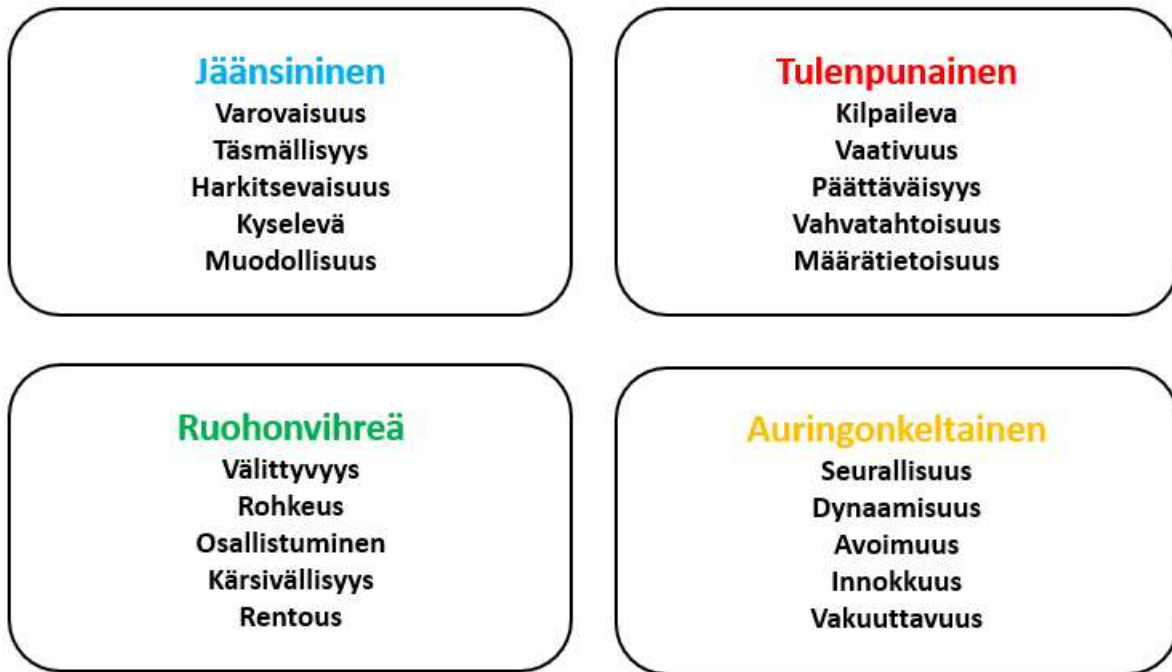 Jäänsininen
Varovaisuus
Täsmällisyys
Harkitsevaisuus
Kyselevä
Muodollisuus
Tulenpunainen
Kilpaileva
Vaativuus
Päättäväisyys
Vahvatahtoisuus
Määrätietoisuus
Ruohonvihreä
Välittyvyys
Rohkeus
Osallistuminen
Kärsivällisyys
Rentous
Auringonkeltainen
Seurallisuus
Dynaamisuus
Avoimuus
Innokkuus
Vakuuttavuus